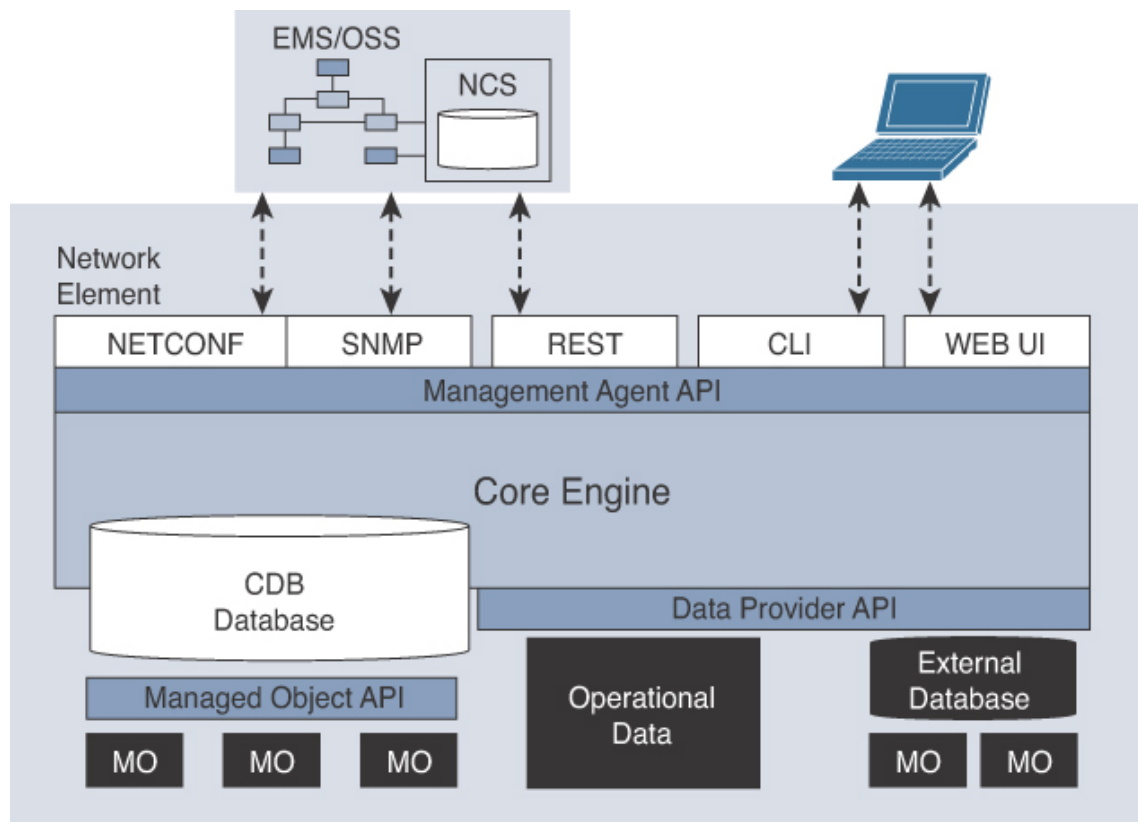 EMS/OSS
NCS
Network
Element
NETCONF
SNMP
REST
CLI
WEB UI
Management Agent API
Core Engine
CDB
Database
Data Provider API
Managed Object API
MO
MO
MO
Operational
Data
External
Database
MO
MO